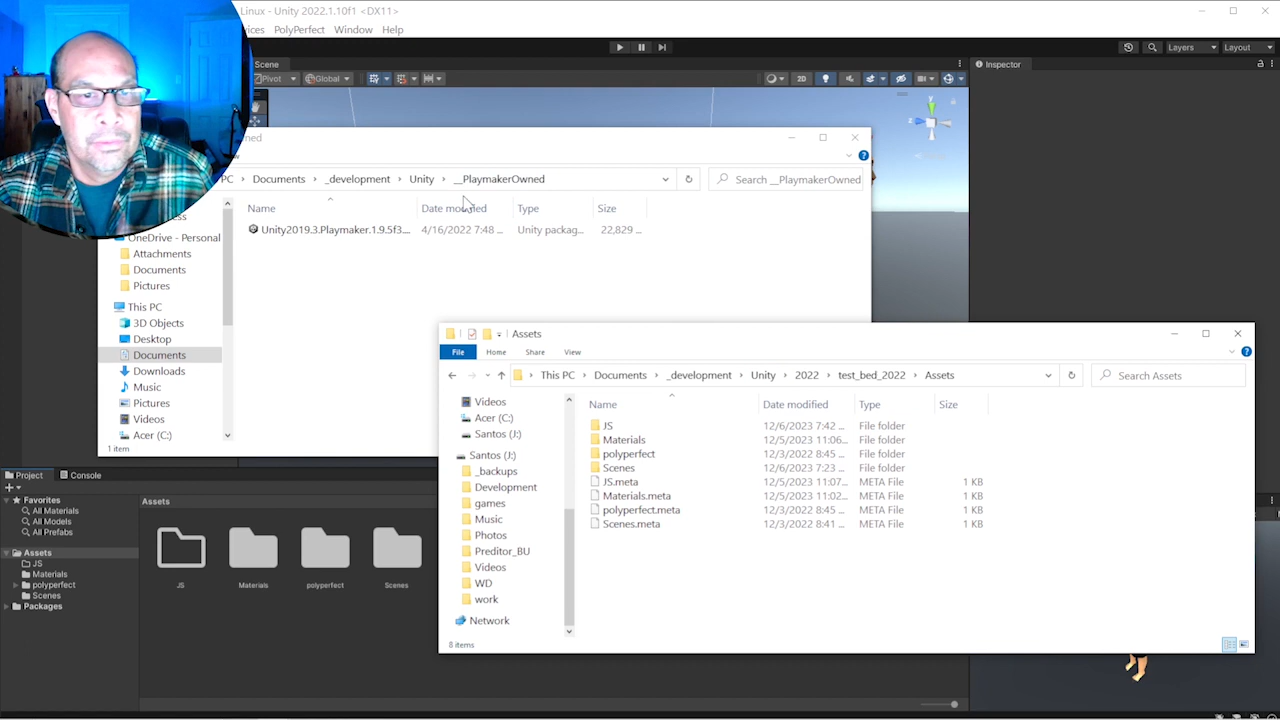 Linux - Unity 2022.1.10f1 <DX11>
ices PolyPerfect Window Help
Layers Layout
Scene
Inspector
Pivot Global
2D
ned
PC > Documents > _development > Unity > __PlaymakerOwned
Search __PlaymakerOwned
Name Date modified Type Size
Unity2019.3.Playmaker.1.9.5f3... 4/16/2022 7:48 ... Unity packag... 22,829 ...
OneDrive - Personal
Attachments
Documents
Pictures
This PC
3D Objects
Desktop
Documents
Downloads
Music
Pictures
Videos
Acer (C:)
1 item
Assets
File Home Share View
This PC > Documents > _development > Unity > 2022 > test_bed_2022 > Assets
Search Assets
Videos
Acer (C:)
Santos (J:)
Santos (J:)
_backups
Development
games
Music
Photos
Preditor_BU
Videos
WD
work
Network
Name Date modified Type Size
JS 12/6/2023 7:42 ... File folder
Materials 12/5/2023 11:06... File folder
polyperfect 12/3/2022 8:45 ... File folder
Scenes 12/6/2023 7:23 ... File folder
JS.meta 12/5/2023 11:07... META File 1 KB
Materials.meta 12/5/2023 11:02... META File 1 KB
polyperfect.meta 12/3/2022 8:45 ... META File 1 KB
Scenes.meta 12/3/2022 8:41 ... META File 1 KB
8 items
Project Console
Favorites
All Materials
All Models
All Prefabs
Assets
JS
Materials
polyperfect
Scenes
Packages
Assets
JS Materials polyperfect Scenes